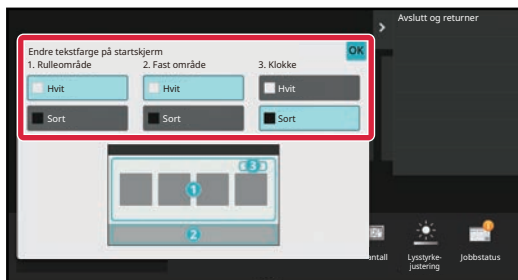 Avslutt og returner
Endre tekstfarge på startskjerm
OK
1. Rulleområde
2. Fast område
3. Klokke
Hvit
Hvit
Hvit
Sort
Sort
Sort
3
1
2
antall
Lysstyrke-
justering
Jobbstatus